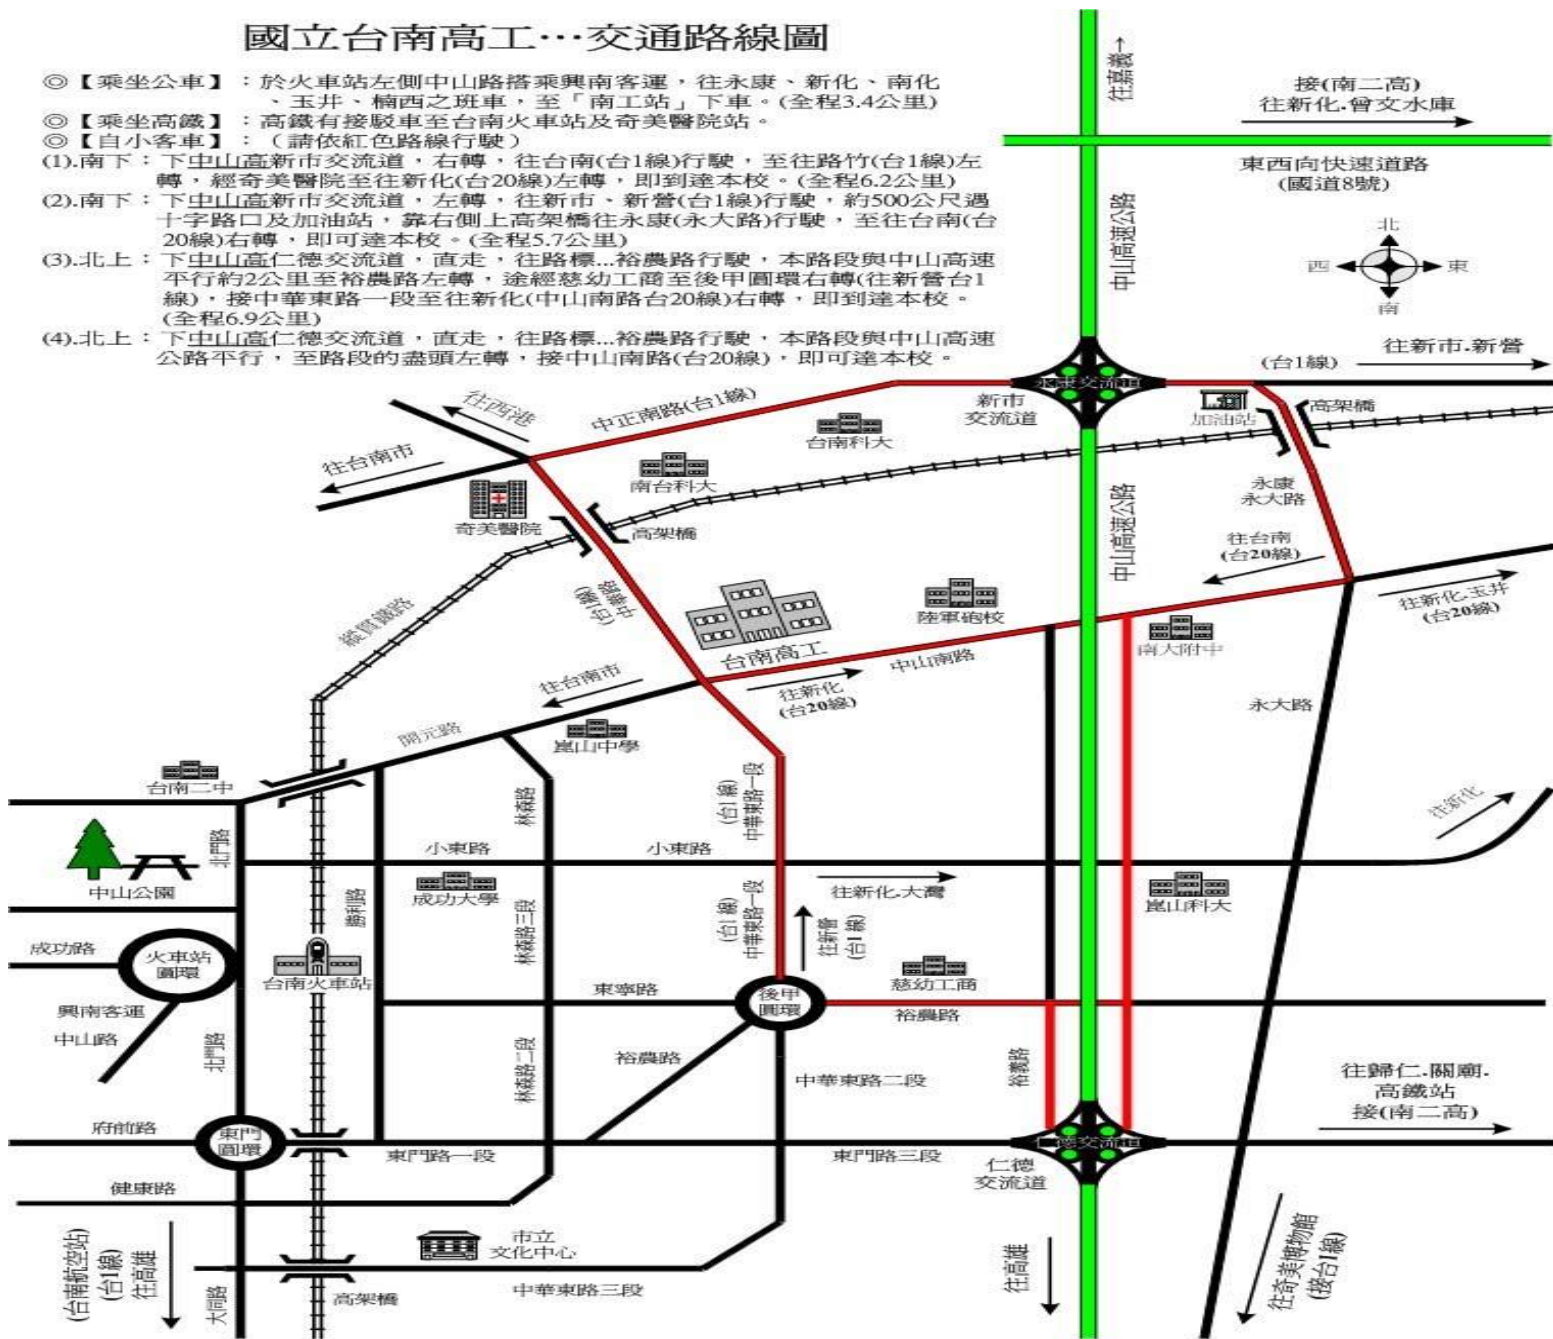 國立台南高工…交通路線圖
◎【乘坐公車】：於火車站左側中山路搭乘興南客運，往永康、新化、南化
、玉井、楠西之班車，至「南工站」下車。(全程3.4公里)
◎【乘坐高鐵】：高鐵有接駁車至台南火車站及奇美醫院站。
◎【自小客車】：（請依紅色路線行駛）
(1).南下：下中山高新市交流道，右轉，往台南(台1線)行駛，至往路竹(台1線)左
轉，經奇美醫院至往新化(台20線)左轉，即到達本校。(全程6.2公里)
(2).南下：下中山高新市交流道，左轉，往新市、新營(台1線)行駛，約500公尺遇
十字路口及加油站，靠右側上高架橋往永康(永大路)行駛，至往台南(台
20線)右轉，即可達本校。(全程5.7公里)
(3).北上：下中山高仁德交流道，直走，往路標...裕農路行駛，本路段與中山高速
平行約2公里至裕農路左轉，途經慈幼工商至後甲圓環右轉(往新營台1
線)，接中華東路一段至往新化(中山南路台20線)右轉，即到達本校。
(全程6.9公里)
(4).北上：下中山高仁德交流道，直走，往路標...裕農路行駛，本路段與中山高速
公路平行，至路段的盡頭左轉，接中山南路(台20線)，即可達本校。
往嘉義→
接(南二高)
往新化.曾文水庫
東西向快速道路
(國道8號)
中山高速公路
北
西
東
南
往新市.新營
(台1線)
永康交流道
新市
交流道
加油站
高架橋
往西港
中正南路(台1線)
台南科大
往台南市
南台科大
奇美醫院
高架橋
永康
永大路
中山高速公路
往台南
(台20線)
往新化.玉井
(台20線)
中華路
(台1線)
縱貫鐵路
陸軍砲校
南大附中
台南高工
中山南路
往新化
(台20線)
往台南市
永大路
開元路
崑山中學
台南二中
林森路
中華東路一段
(台1線)
往新化
北門路
小東路
小東路
中山公園
成功大學
往新化.大灣
崑山科大
勝利路
林森路三段
中華東路一段
(台1線)
往新營
(台1線)
成功路
火車站
圓環
台南火車站
慈幼工商
東寧路
後甲
圓環
裕農路
興南客運
中山路
北門路
林森路二段
裕農路
中華東路二段
裕義路
往歸仁.關廟.
高鐵站
接(南二高)
府前路
東門
圓環
東門路一段
東門路三段
仁德交流道
仁德
交流道
健康路
市立
文化中心
(台南航空站)
(台1線)
往高雄
大同路
高架橋
中華東路三段
往高雄
往奇美博物館
(接台1線)